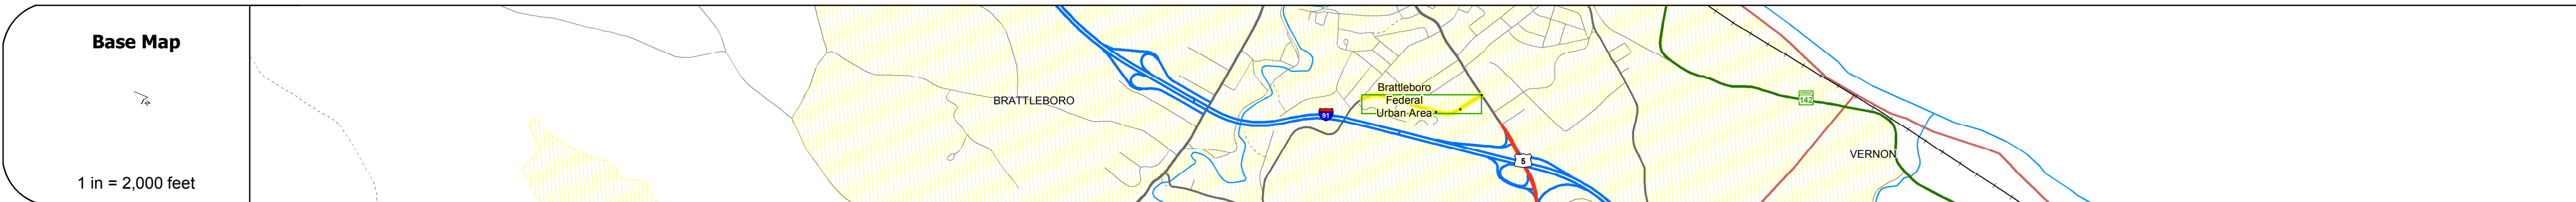 Base Map
N
1 in = 2,000 feet
BRATTLEBORO
91
Brattleboro
Federal
Urban Area
5
142
VERNON